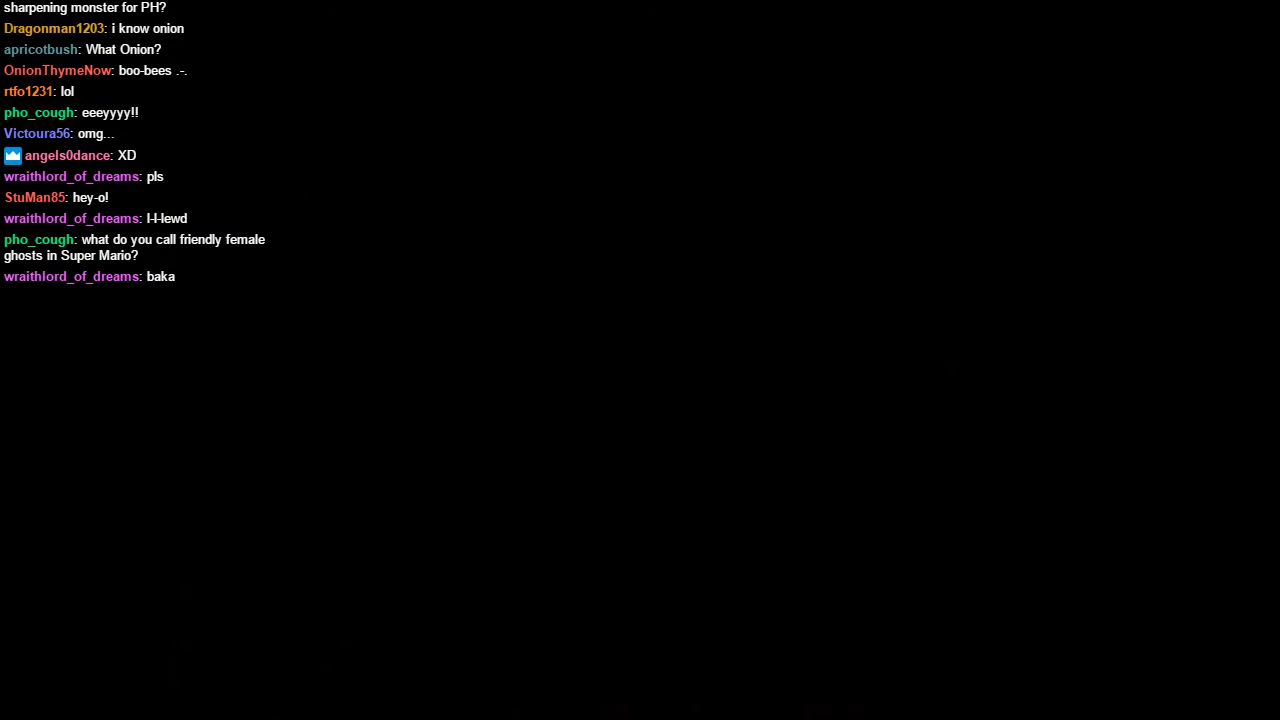 sharpening monster for PH?
Dragonman1203: i know onion
apricotbush: What Onion?
OnionThymeNow: boo-bees .-.
rtfo1231: lol
pho_cough: eeeyyyy!!
Victoura56: omg...
angels0dance: XD
wraithlord_of_dreams: pls
StuMan85: hey-o!
wraithlord_of_dreams: l-l-lewd
pho_cough: what do you call friendly female
ghosts in Super Mario?
wraithlord_of_dreams: baka